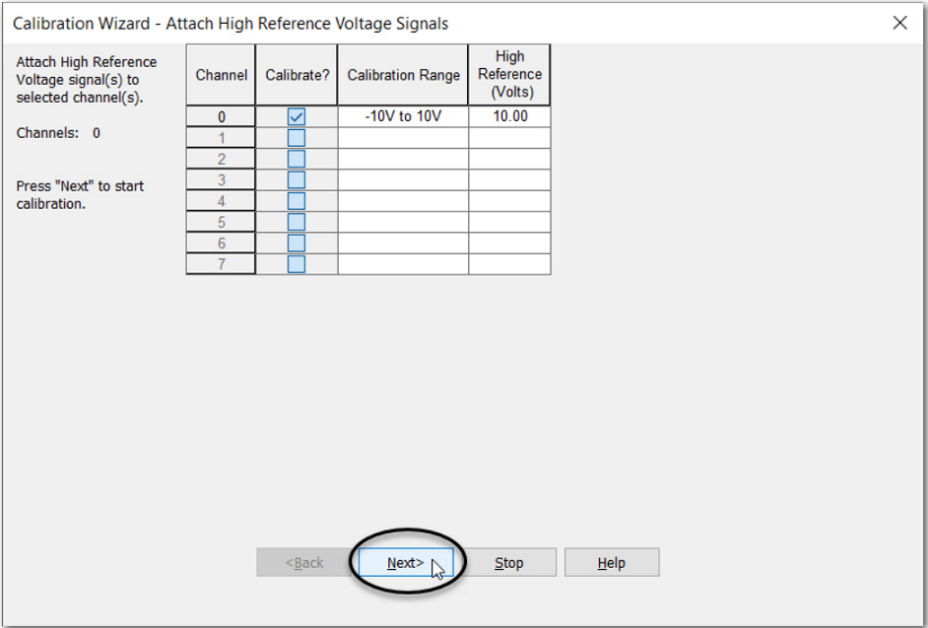 Calibration Wizard - Attach High Reference Voltage Signals
Attach High Reference
Voltage signal(s) to
selected channel(s).
Channels: 0
Press "Next" to start
calibration.
Channel Calibrate? Calibration Range High Reference (Volts)
0 -10V to 10V 10.00
1
2
3
4
5
6
7
<Back Next> Stop Help